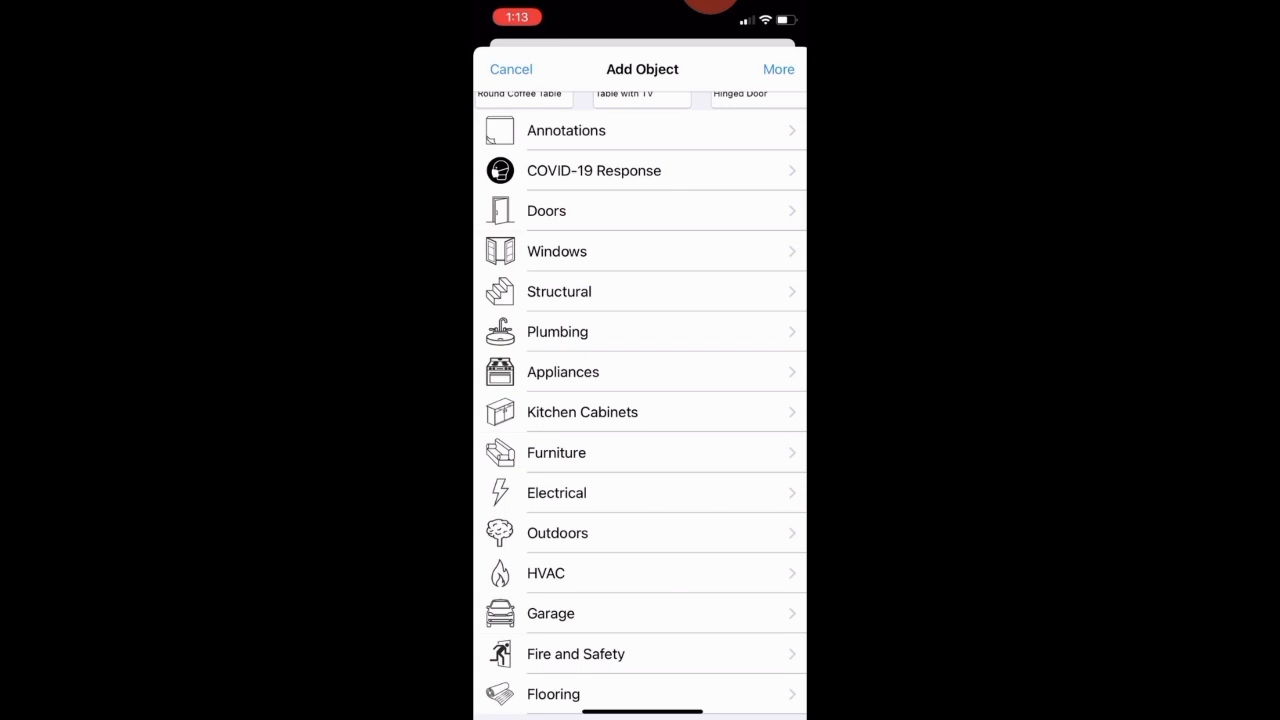 1:13
Cancel Add Object More
Round Coffee Table Table with TV Hinged Door
Annotations
COVID-19 Response
Doors
Windows
Structural
Plumbing
Appliances
Kitchen Cabinets
Furniture
Electrical
Outdoors
HVAC
Garage
Fire and Safety
Flooring